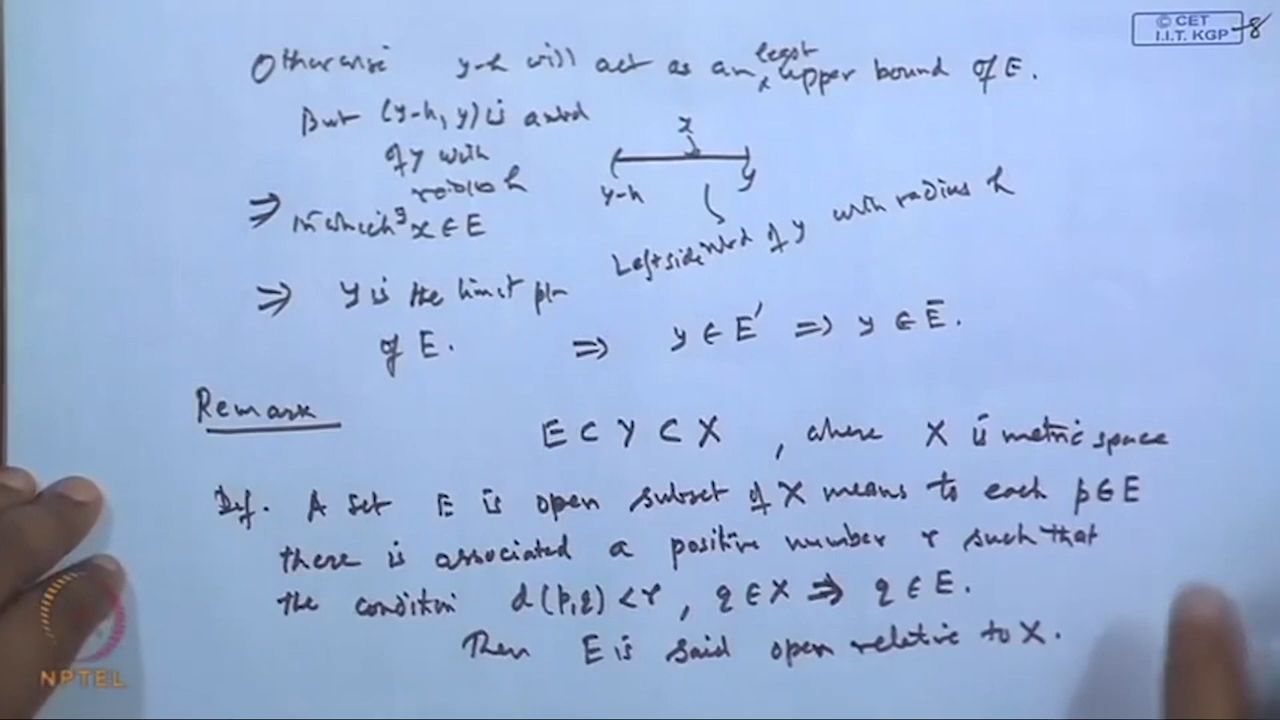 © CET
I.I.T. KGP
8
Otherwise y-h will act as an least upper bound of E.
But (y-h, y) is a nbd
of y with
radius h
x
y-h
y
⇒ in which ∃ x ∈ E
Left side nbd of y with radius h
⇒ y is the limit ptn
of E. ⇒ y ∈ E' ⇒ y ∈ Ē.
Remark
E ⊂ Y ⊂ X , where X is metric space
Def. A set E is open subset of X means to each p ∈ E
there is associated a positive number r such that
the condition d(p,q) < r , q ∈ X ⇒ q ∈ E.
Then E is said open relative to X.
NPTEL